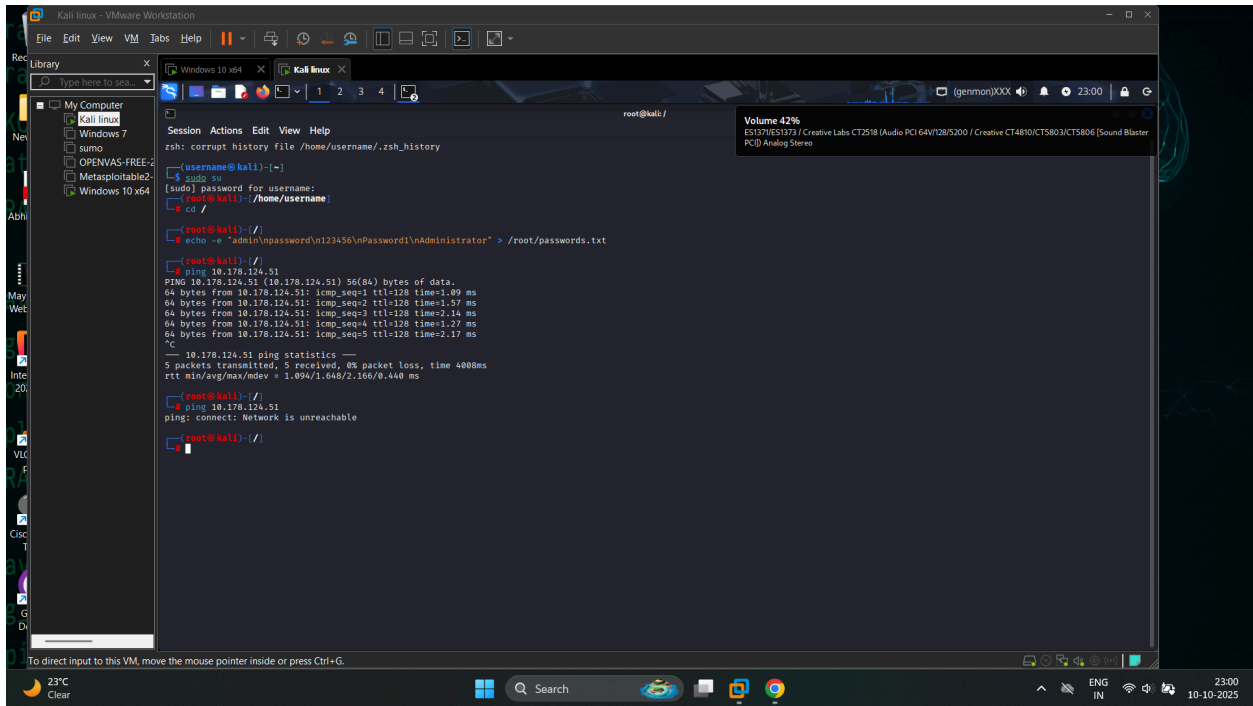 Kali linux - VMware Workstation
File Edit View VM Tabs Help
Library
Type here to sea...
My Computer
Kali linux
Windows 7
sumo
OPENVAS-FREE-2
Metasploitable2-
Windows 10 x64
Windows 10 x64
Kali linux
1 2 3 4
(genmon)XXX
23:00
root@kali: /
Volume 42%
ES1371/ES1373 / Creative Labs CT2518 (Audio PCI 64V/128/5200 / Creative CT4810/CT5803/CT5806 [Sound Blaster
PCI]) Analog Stereo
Session Actions Edit View Help
zsh: corrupt history file /home/username/.zsh_history
(username㉿kali)-[~]
$ sudo su
[sudo] password for username:
(root㉿kali)-[/home/username]
# cd /
(root㉿kali)-[/]
# echo -e "admin\npassword\n123456\nPassword1\nAdministrator" > /root/passwords.txt
(root㉿kali)-[/]
# ping 10.178.124.51
PING 10.178.124.51 (10.178.124.51) 56(84) bytes of data.
64 bytes from 10.178.124.51: icmp_seq=1 ttl=128 time=1.09 ms
64 bytes from 10.178.124.51: icmp_seq=2 ttl=128 time=1.57 ms
64 bytes from 10.178.124.51: icmp_seq=3 ttl=128 time=2.14 ms
64 bytes from 10.178.124.51: icmp_seq=4 ttl=128 time=1.27 ms
64 bytes from 10.178.124.51: icmp_seq=5 ttl=128 time=2.17 ms
^C
— 10.178.124.51 ping statistics —
5 packets transmitted, 5 received, 0% packet loss, time 4008ms
rtt min/avg/max/mdev = 1.094/1.648/2.166/0.440 ms
(root㉿kali)-[/]
# ping 10.178.124.51
ping: connect: Network is unreachable
(root㉿kali)-[/]
#
To direct input to this VM, move the mouse pointer inside or press Ctrl+G.
Rec
Abhi
May
Web
Inte
VLC
Cisc
23°C
Clear
Search
ENG
IN
23:00
10-10-2025